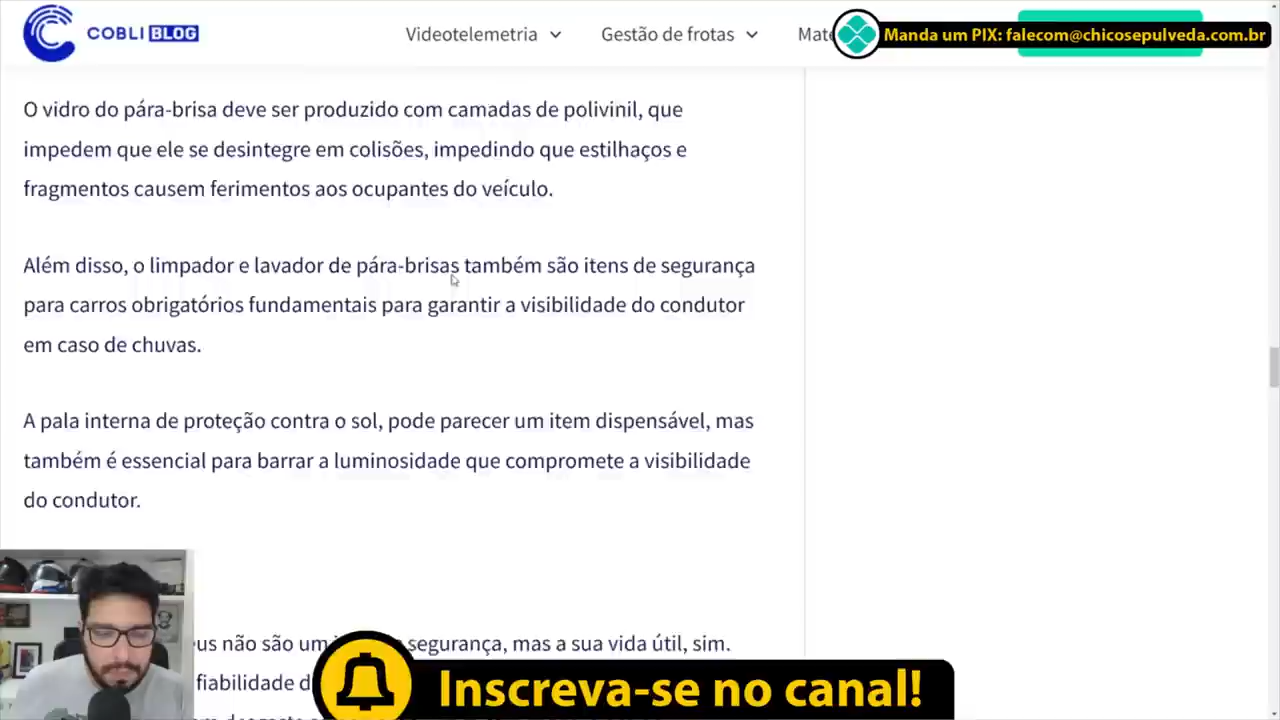 COBLI BLOG
Videotelemetria
Gestão de frotas
Manda um PIX: falecom@chicosepulveda.com.br
O vidro do pára-brisa deve ser produzido com camadas de polivinil, que
impedem que ele se desintegre em colisões, impedindo que estilhaços e
fragmentos causem ferimentos aos ocupantes do veículo.
Além disso, o limpador e lavador de pára-brisas também são itens de segurança
para carros obrigatórios fundamentais para garantir a visibilidade do condutor
em caso de chuvas.
A pala interna de proteção contra o sol, pode parecer um item dispensável, mas
também é essencial para barrar a luminosidade que compromete a visibilidade
do condutor.
não são um segurança, mas a sua vida útil, sim.
fiabilidade
Inscreva-se no canal!